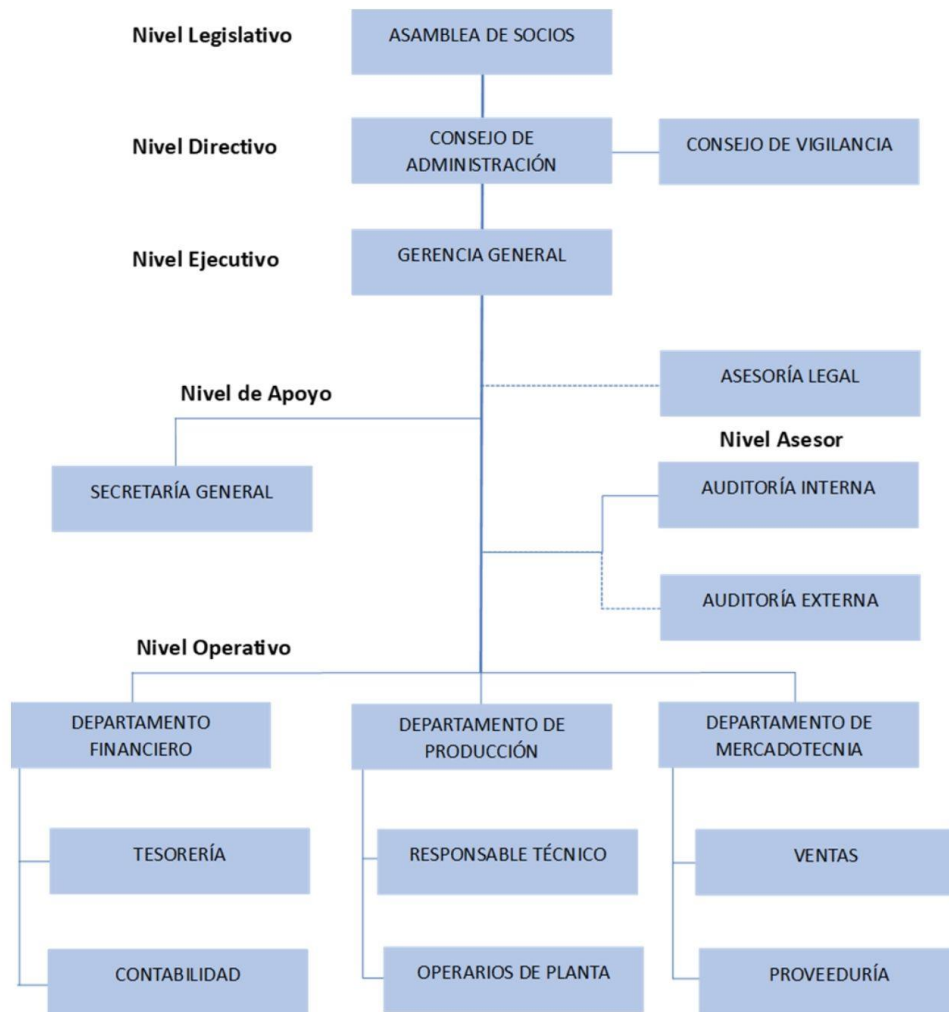 Nivel Legislativo
ASAMBLEA DE SOCIOS
Nivel Directivo
CONSEJO DE
ADMINISTRACIÓN
CONSEJO DE VIGILANCIA
Nivel Ejecutivo
GERENCIA GENERAL
ASESORÍA LEGAL
Nivel de Apoyo
Nivel Asesor
SECRETARÍA GENERAL
AUDITORÍA INTERNA
AUDITORÍA EXTERNA
Nivel Operativo
DEPARTAMENTO
FINANCIERO
DEPARTAMENTO DE
PRODUCCIÓN
DEPARTAMENTO DE
MERCADOTECNIA
TESORERÍA
RESPONSABLE TÉCNICO
VENTAS
CONTABILIDAD
OPERARIOS DE PLANTA
PROVEEDURÍA